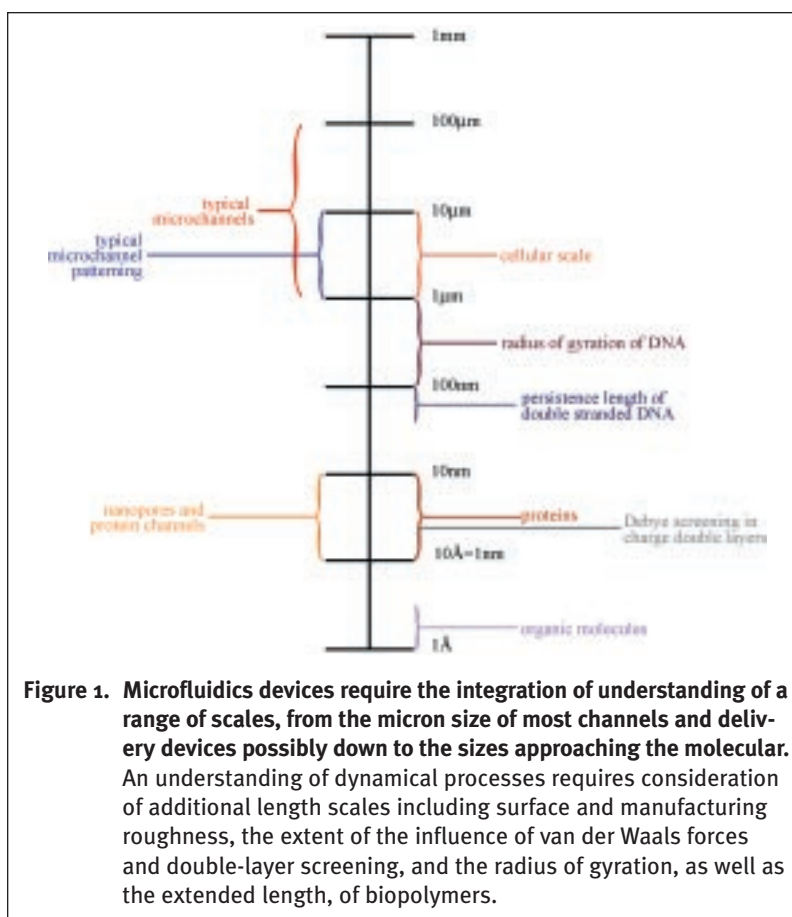 1mm
100μm
typical
microchannels
10μm
typical
microchannel
patterning
cellular scale
1μm
radius of gyration of DNA
100nm
persistence length of
double stranded DNA
10nm
nanopores and
protein channels
proteins
Debye screening in
charge double layers
10Å=1nm
organic molecules
1Å
Figure 1. Microfluidics devices require the integration of understanding of a
range of scales, from the micron size of most channels and deliv-
ery devices possibly down to the sizes approaching the molecular.
An understanding of dynamical processes requires consideration
of additional length scales including surface and manufacturing
roughness, the extent of the influence of van der Waals forces
and double-layer screening, and the radius of gyration, as well as
the extended length, of biopolymers.